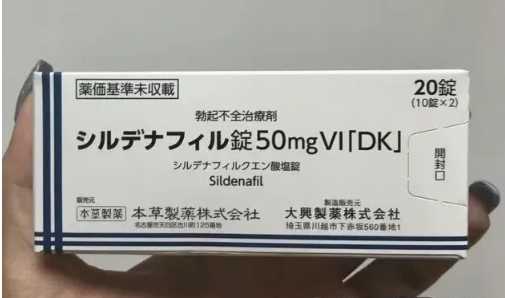 薬価基準未収載
20錠
(10錠×2)
勃起不全治療剤
シルデナフィル錠50mgVI「DK」
シルデナフィルクエン酸塩錠
Sildenafil
開封口
販売元
本草製薬 本草製薬株式会社
名古屋市天白区古川町125番地
製造販売元
大興製薬株式会社
埼玉県川越市下赤坂560番地1